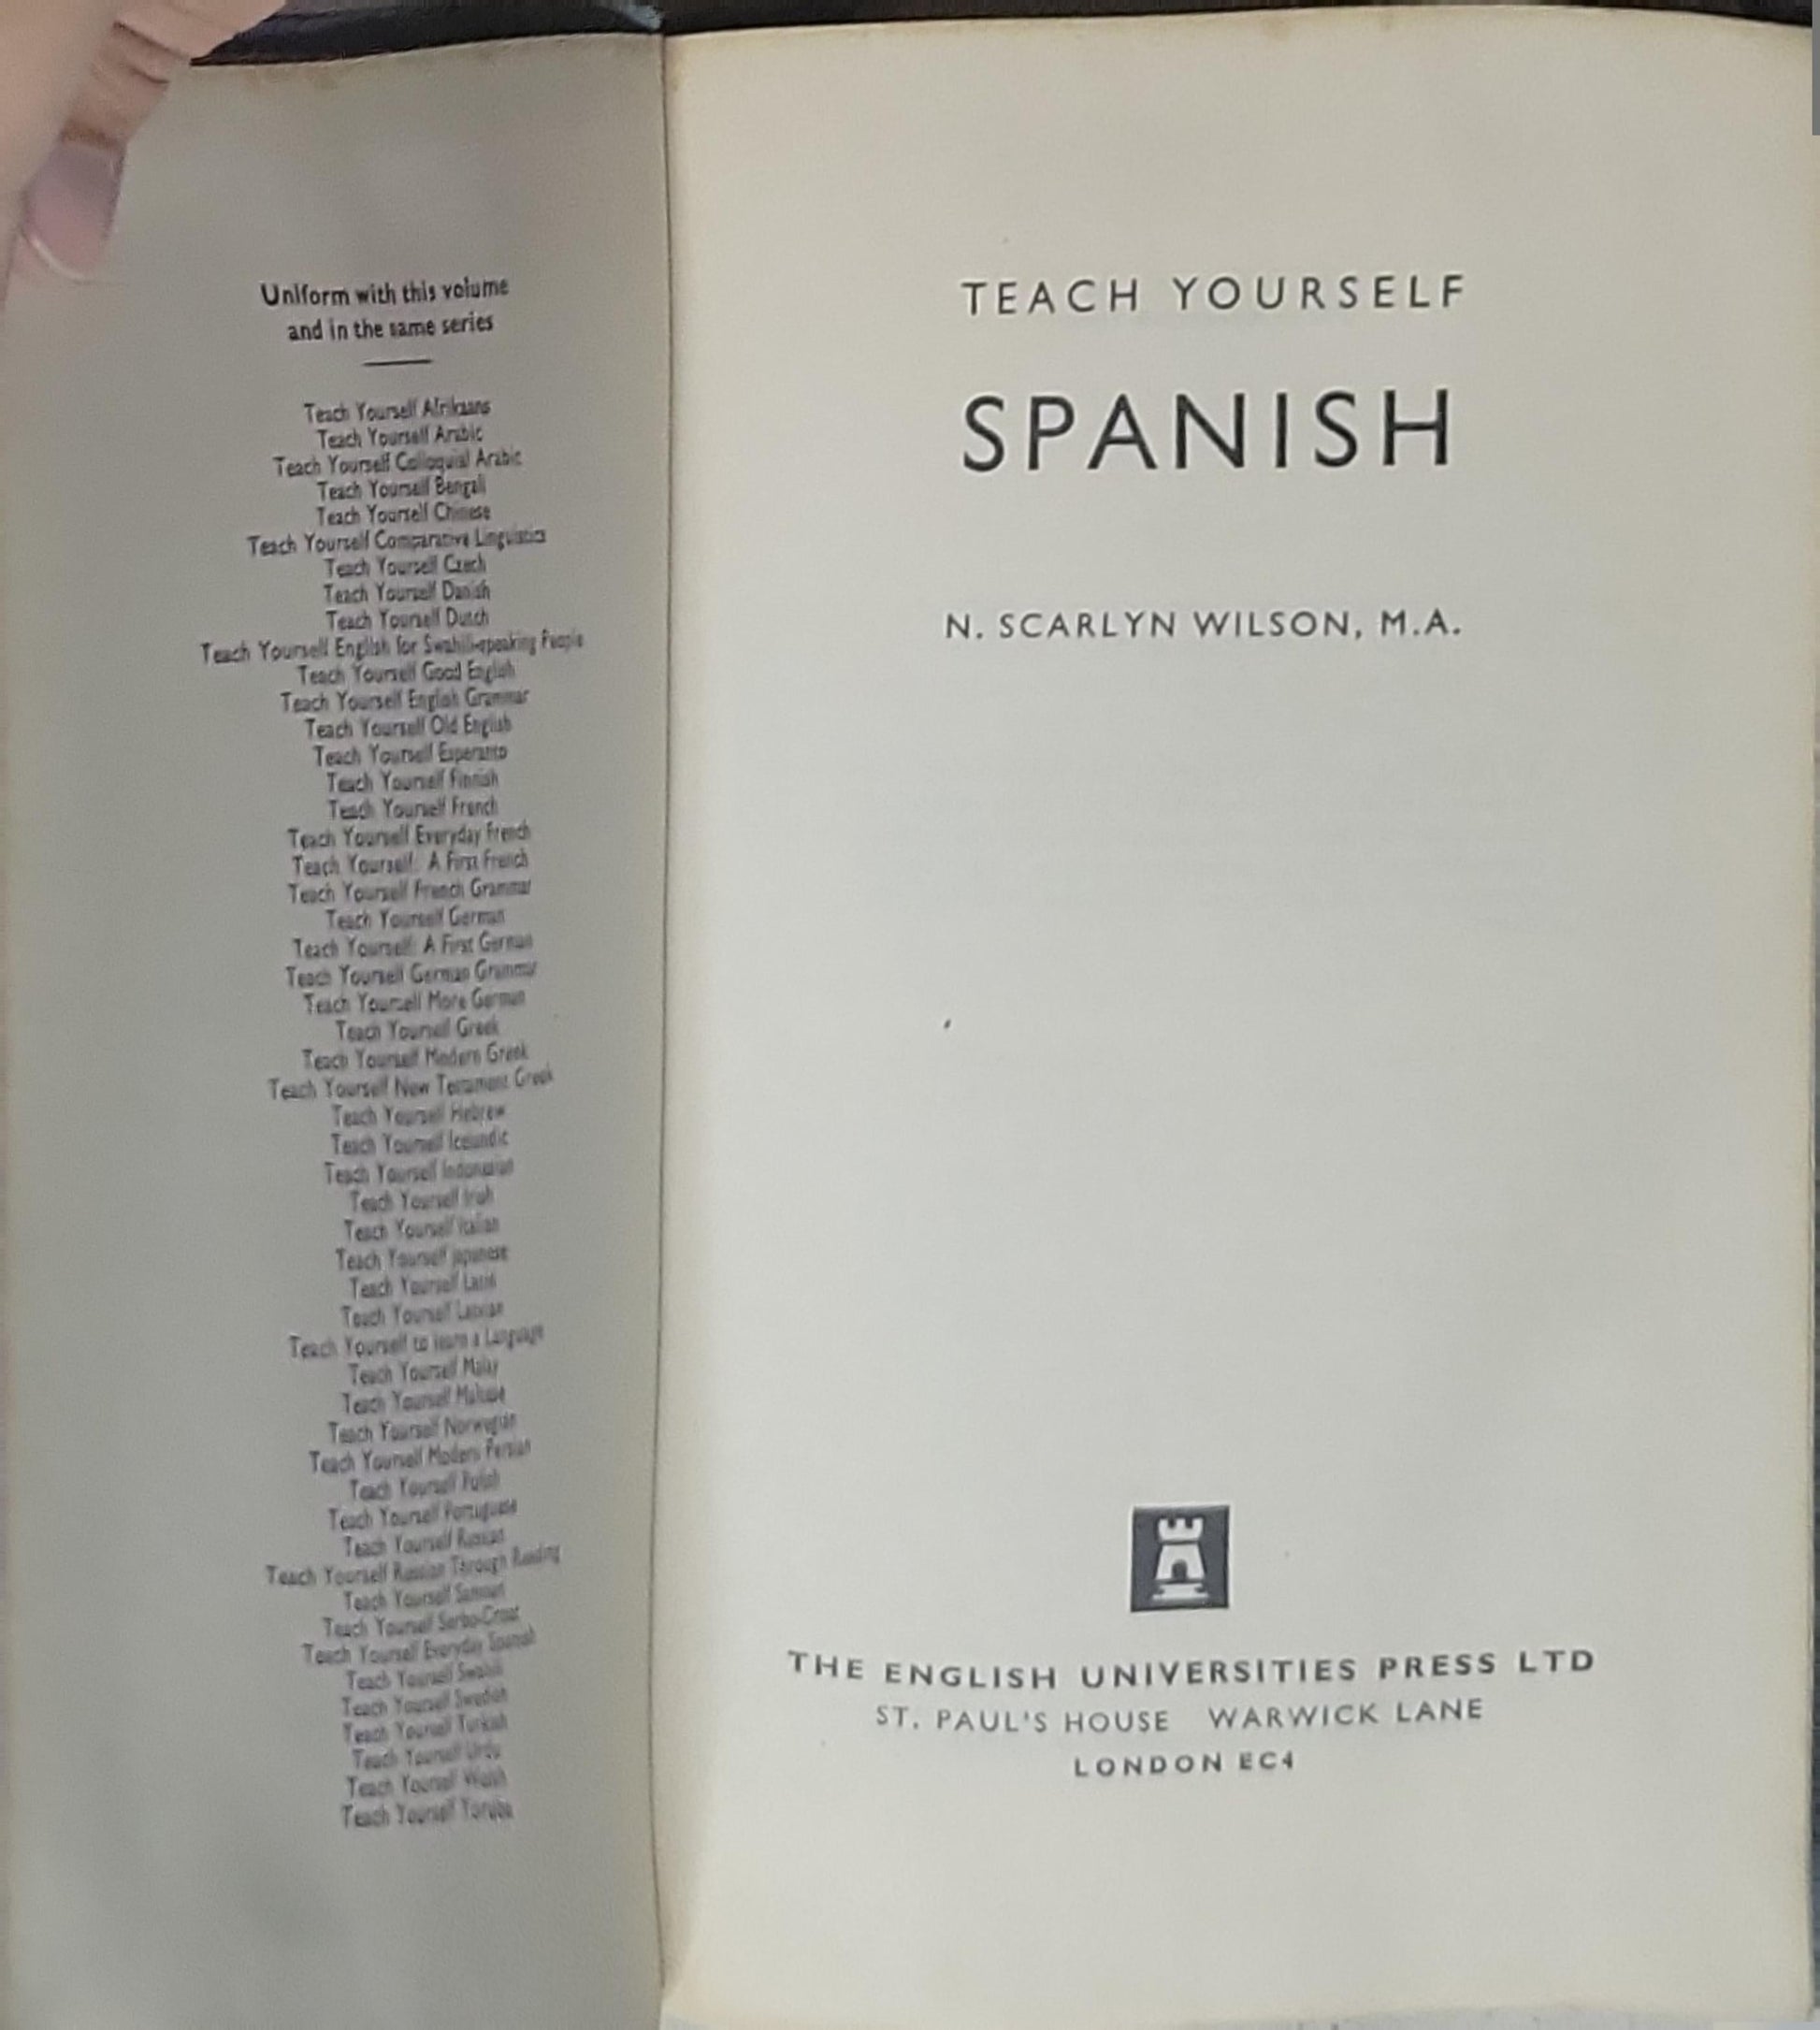 Uniform with this volume
and in the same series
Teach Yourself Afrikaans
Teach Yourself Arabic
Teach Yourself Colloquial Arabic
Teach Yourself Bengali
Teach Yourself Chinese
Teach Yourself Comparative Linguistics
Teach Yourself Czech
Teach Yourself Danish
Teach Yourself Dutch
Teach Yourself English for Swahili-speaking People
Teach Yourself Good English
Teach Yourself English Grammar
Teach Yourself Old English
Teach Yourself Esperanto
Teach Yourself Finnish
Teach Yourself French
Teach Yourself Everyday French
Teach Yourself: A First French
Teach Yourself French Grammar
Teach Yourself German
Teach Yourself: A First German
Teach Yourself German Grammar
Teach Yourself More German
Teach Yourself Greek
Teach Yourself Modern Greek
Teach Yourself New Testament Greek
Teach Yourself Hebrew
Teach Yourself Icelandic
Teach Yourself Indonesian
Teach Yourself Irish
Teach Yourself Italian
Teach Yourself Japanese
Teach Yourself Latin
Teach Yourself Latvian
Teach Yourself to learn a Language
Teach Yourself Malay
Teach Yourself Maltese
Teach Yourself Norwegian
Teach Yourself Modern Persian
Teach Yourself Polish
Teach Yourself Portuguese
Teach Yourself Russian
Teach Yourself Russian Through Reading
Teach Yourself Samoan
Teach Yourself Serbo-Croat
Teach Yourself Everyday Spanish
Teach Yourself Swahili
Teach Yourself Swedish
Teach Yourself Turkish
Teach Yourself Urdu
Teach Yourself Welsh
Teach Yourself Yoruba
TEACH YOURSELF
SPANISH
N. SCARLYN WILSON, M.A.
THE ENGLISH UNIVERSITIES PRESS LTD
ST. PAUL'S HOUSE WARWICK LANE
LONDON EC4